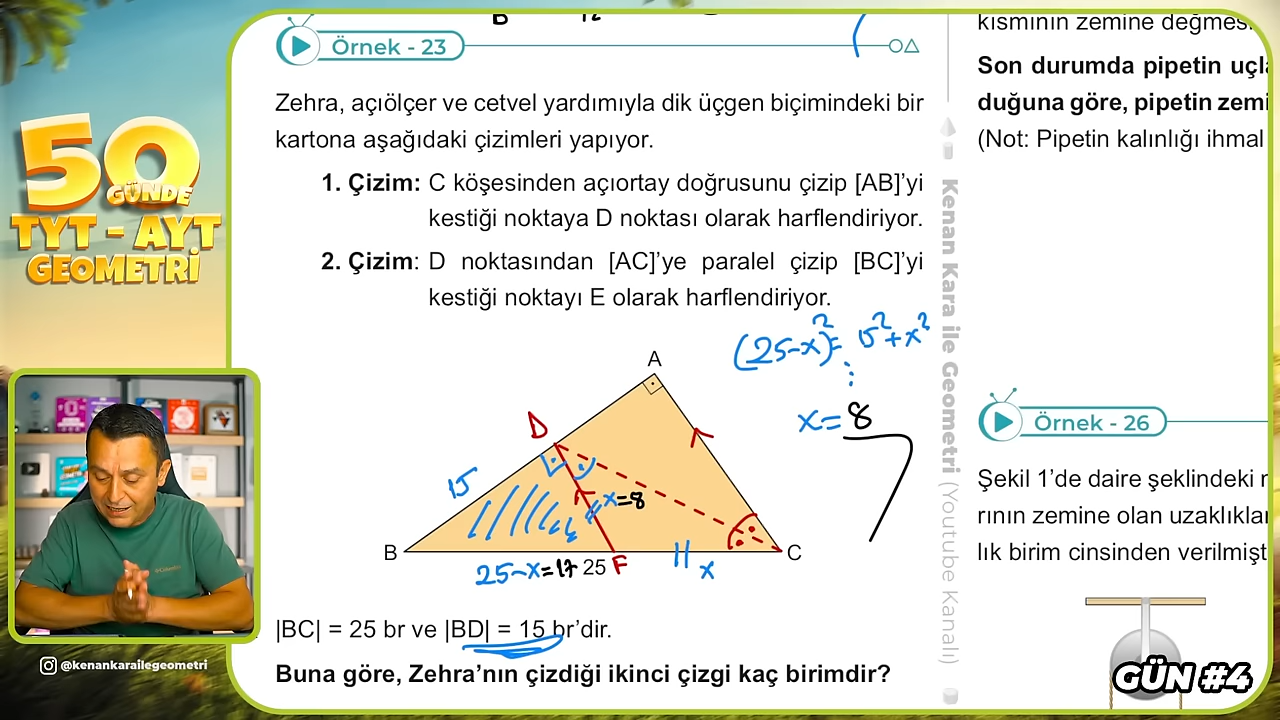 50
GÜNDE
TYT - AYT
GEOMETRİ
@kenankarailegeometri
B 12
Örnek - 23
Zehra, açıölçer ve cetvel yardımıyla dik üçgen biçimindeki bir
kartona aşağıdaki çizimleri yapıyor.
1. Çizim: C köşesinden açıortay doğrusunu çizip [AB]'yi
kestiği noktaya D noktası olarak harflendiriyor.
2. Çizim: D noktasından [AC]'ye paralel çizip [BC]'yi
kestiği noktayı E olarak harflendiriyor.
(25-x)²= 15²+x²
x=8
A
D
15
x=8
B
C
25-x=17 25 F
x
|BC| = 25 br ve |BD| = 15 br'dir.
Buna göre, Zehra'nın çizdiği ikinci çizgi kaç birimdir?
Kenan Kara ile Geometri (Youtube Kanalı)
kısmının zemine değmes
Son durumda pipetin uçla
duğuna göre, pipetin zemi
(Not: Pipetin kalınlığı ihmal
Örnek - 26
Şekil 1'de daire şeklindeki
rının zemine olan uzaklıkla
lık birim cinsinden verilmişt
GÜN #4